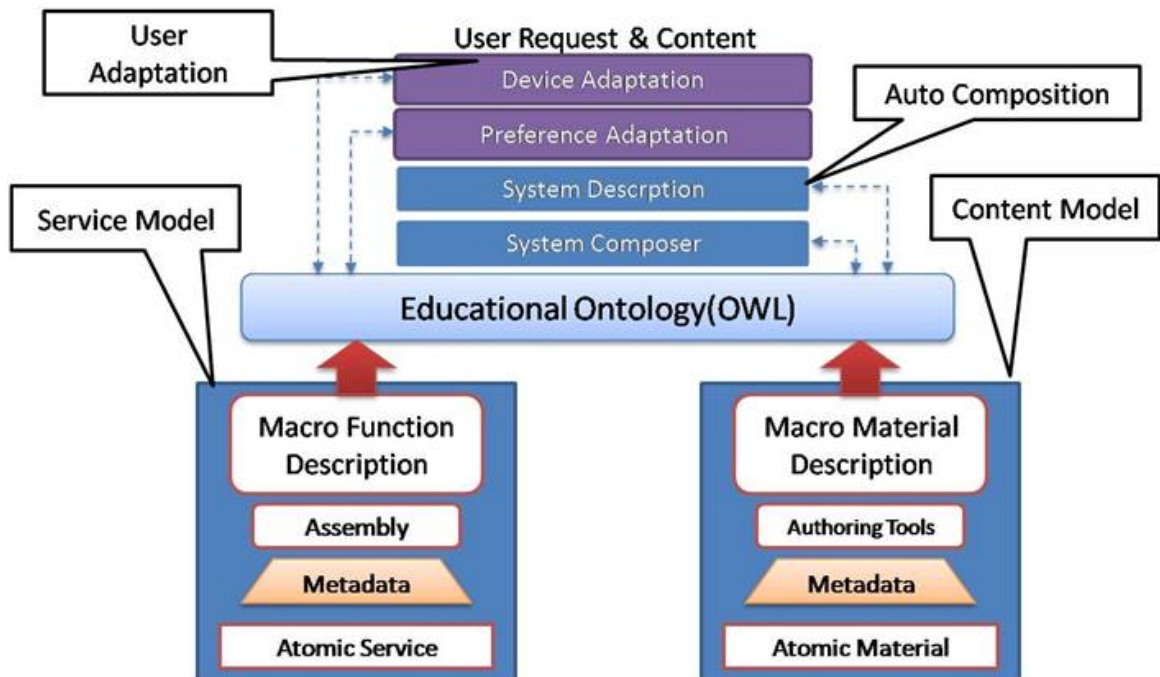 User
Adaptation
User Request & Content
Device Adaptation
Auto Composition
Preference Adaptation
System Descrption
Service Model
Content Model
System Composer
Educational Ontology(OWL)
Macro Function
Description
Assembly
Metadata
Atomic Service
Macro Material
Description
Authoring Tools
Metadata
Atomic Material